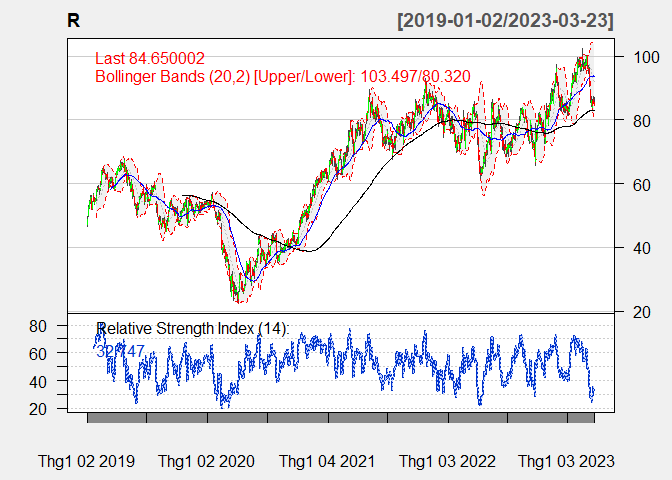 R [2019-01-02/2023-03-23]
Last 84.650002
Bollinger Bands (20,2) [Upper/Lower]: 103.497/80.320
100
80
60
40
20
Relative Strength Index (14):
32.747
80
60
40
20
Thg1 02 2019 Thg1 02 2020 Thg1 04 2021 Thg1 03 2022 Thg1 03 2023